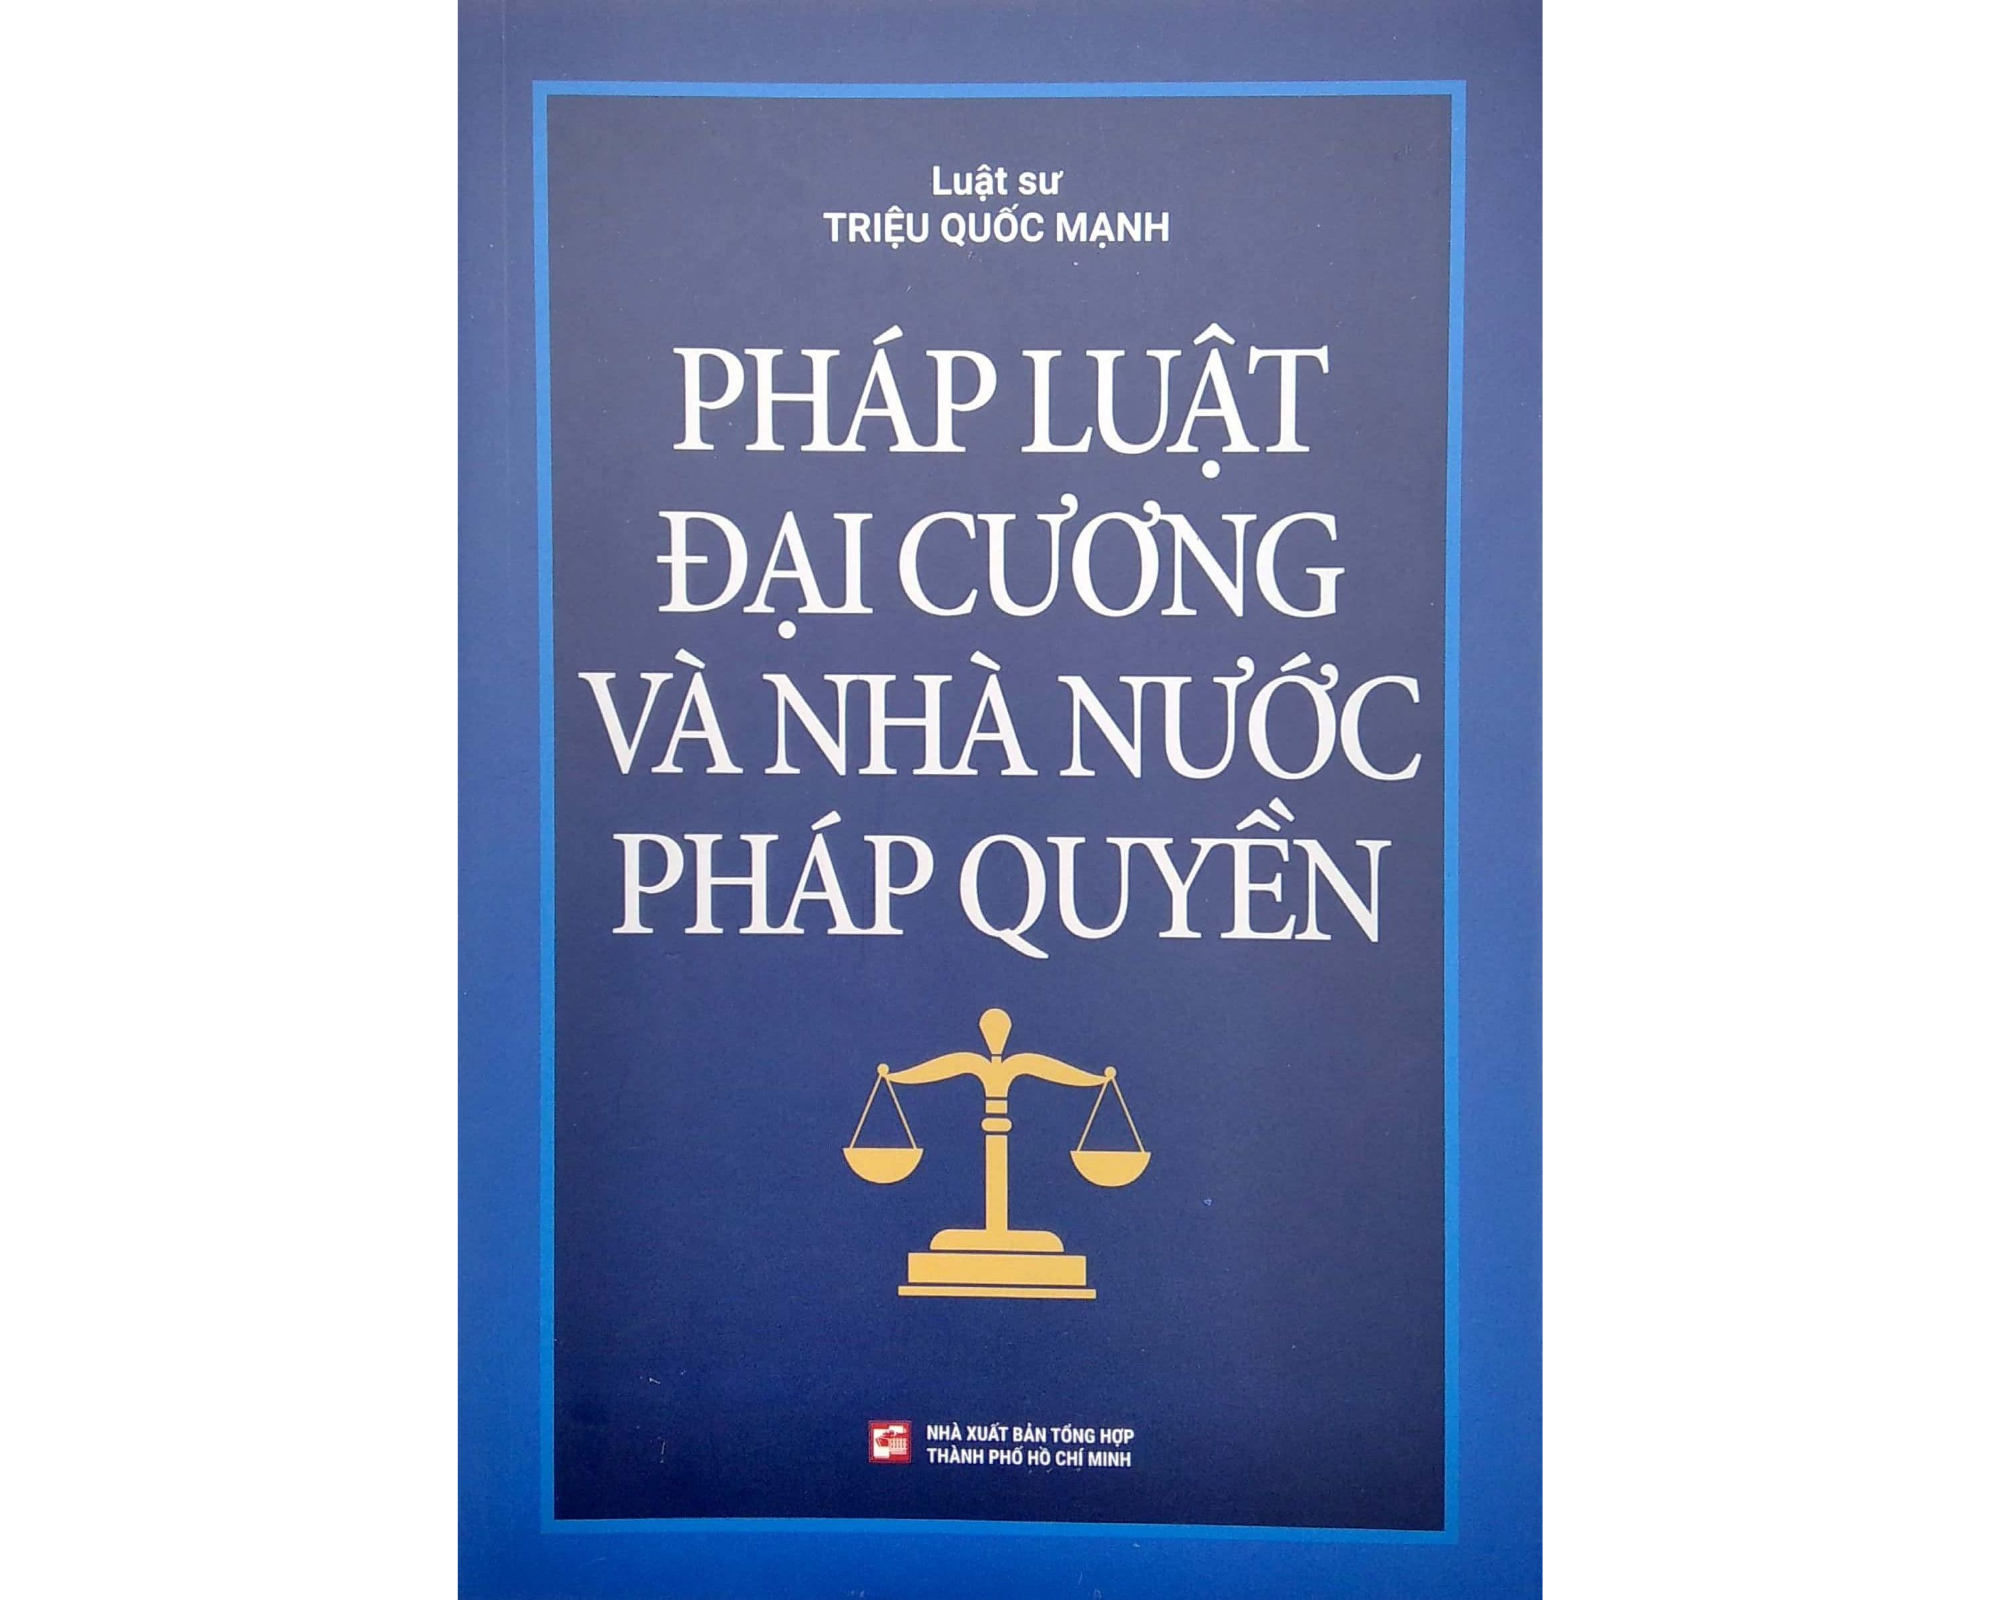 Luật sư
TRIỆU QUỐC MẠNH
PHÁP LUẬT
ĐẠI CƯƠNG
VÀ NHÀ NƯỚC
PHÁP QUYỀN
NHÀ XUẤT BẢN TỔNG HỢP
THÀNH PHỐ HỒ CHÍ MINH